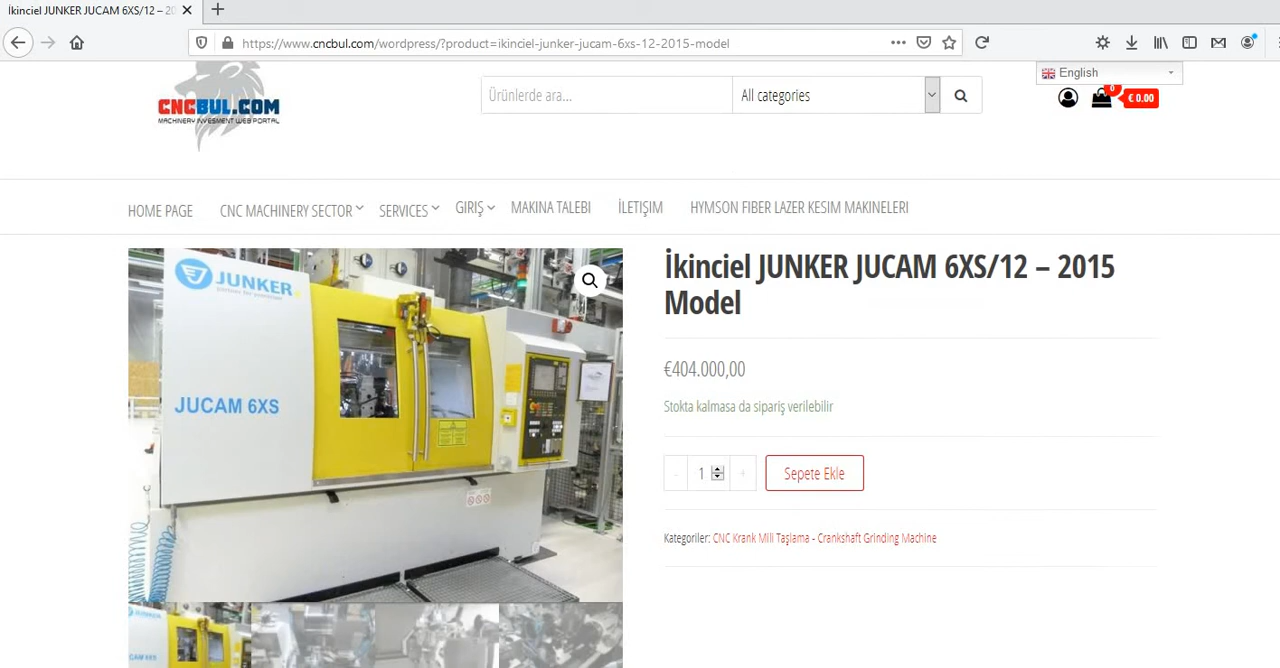 İkinciel JUNKER JUCAM 6XS/12 – 20
https://www.cncbul.com/wordpress/?product=ikinciel-junker-jucam-6xs-12-2015-model
English
CNCBUL.COM
MACHINERY INVESMENT WEB PORTAL
Ürünlerde ara...
All categories
0
€ 0.00
HOME PAGE
CNC MACHINERY SECTOR
SERVICES
GIRIŞ
MAKINA TALEBI
İLETIŞIM
HYMSON FIBER LAZER KESIM MAKINELERI
JUNKER
JUCAM 6XS
İkinciel JUNKER JUCAM 6XS/12 – 2015
Model
€404.000,00
Stokta kalmasa da sipariş verilebilir
- 1 +
Sepete Ekle
Kategoriler: CNC Krank Mili Taşlama - Crankshaft Grinding Machine